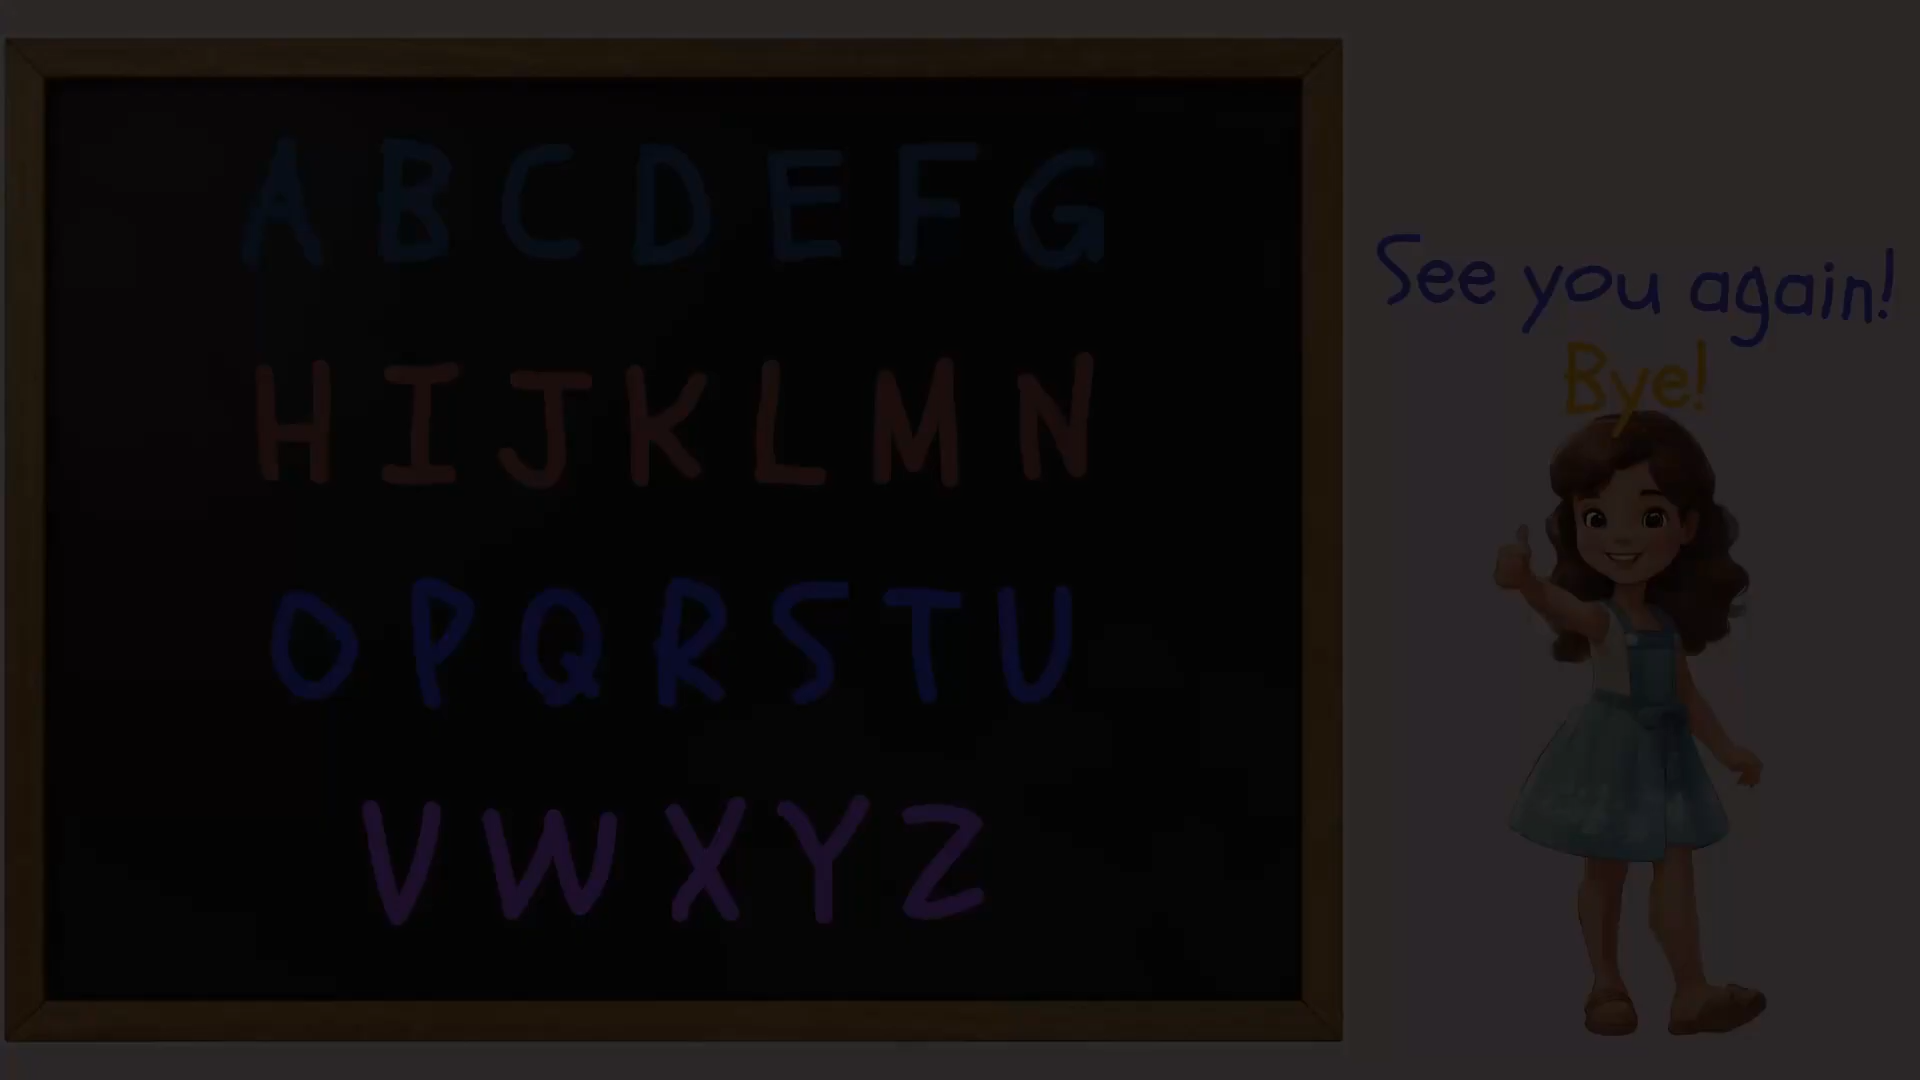 A B C D E F G
H I J K L M N
O P Q R S T U
V W X Y Z
See you again!
Bye!